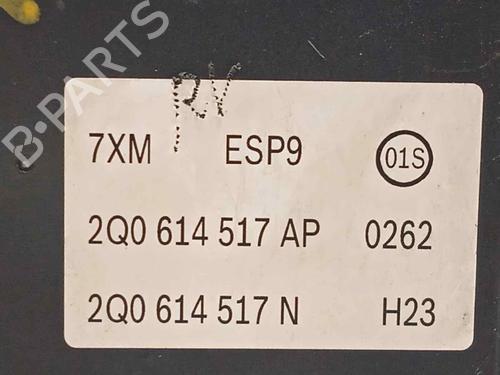 B-PARTS
RV
7XM ESP9 01S
2Q0 614 517 AP 0262
2Q0 614 517 N H23